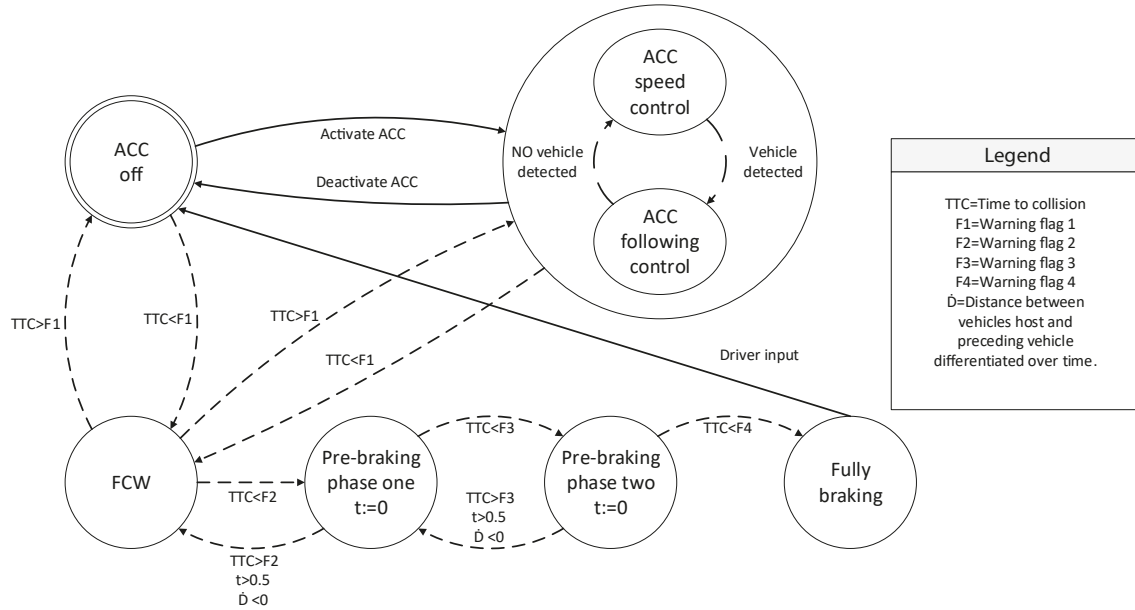 ACC
off
Activate ACC
Deactivate ACC
ACC
speed
control
NO vehicle
detected
Vehicle
detected
ACC
following
control
Legend
TTC=Time to collision
F1=Warning flag 1
F2=Warning flag 2
F3=Warning flag 3
F4=Warning flag 4
Ḋ=Distance between
vehicles host and
preceding vehicle
differentiated over time.
TTC>F1
TTC<F1
TTC>F1
TTC<F1
Driver input
FCW
TTC<F2
Pre-braking
phase one
t:=0
TTC<F3
Pre-braking
phase two
t:=0
TTC<F4
Fully
braking
TTC>F3
t>0.5
Ḋ <0
TTC>F2
t>0.5
Ḋ <0